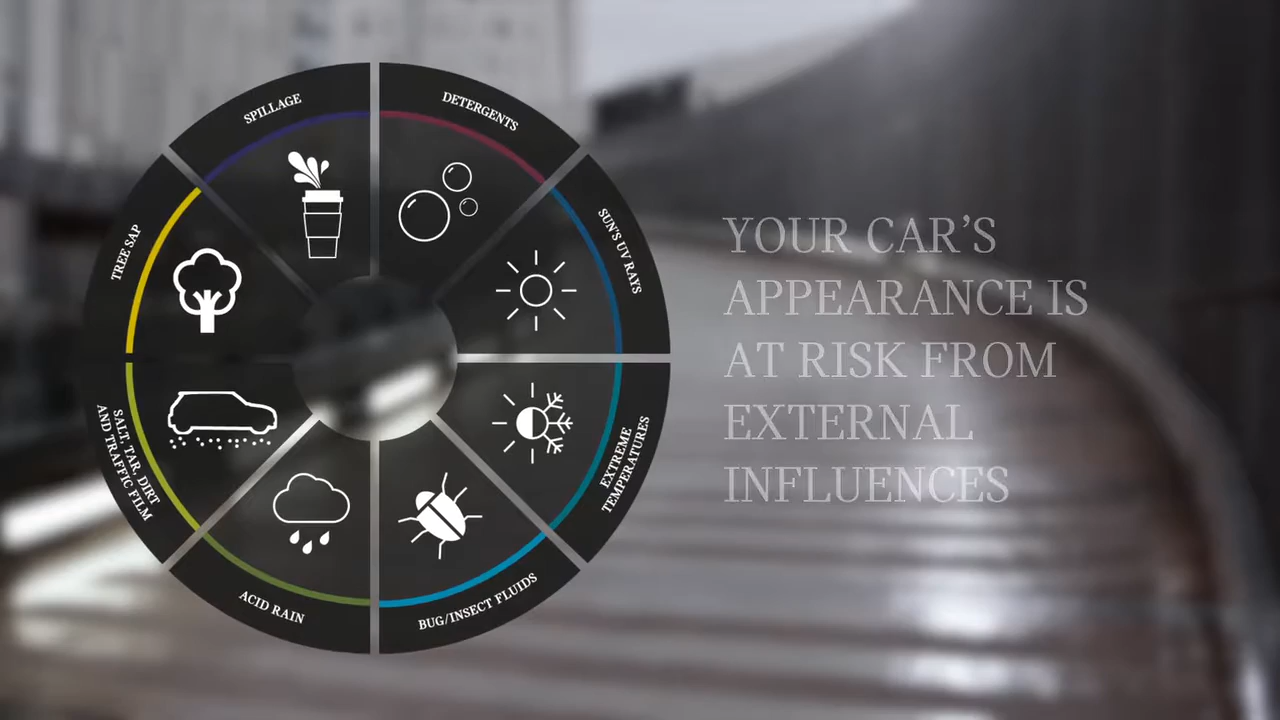 SPILLAGE
DETERGENTS
SUN'S UV RAYS
EXTREME
TEMPERATURES
BUG/INSECT FLUIDS
ACID RAIN
SALT, TAR, DIRT
AND TRAFFIC FILM
TREE SAP
YOUR CAR’S
APPEARANCE IS
AT RISK FROM
EXTERNAL
INFLUENCES